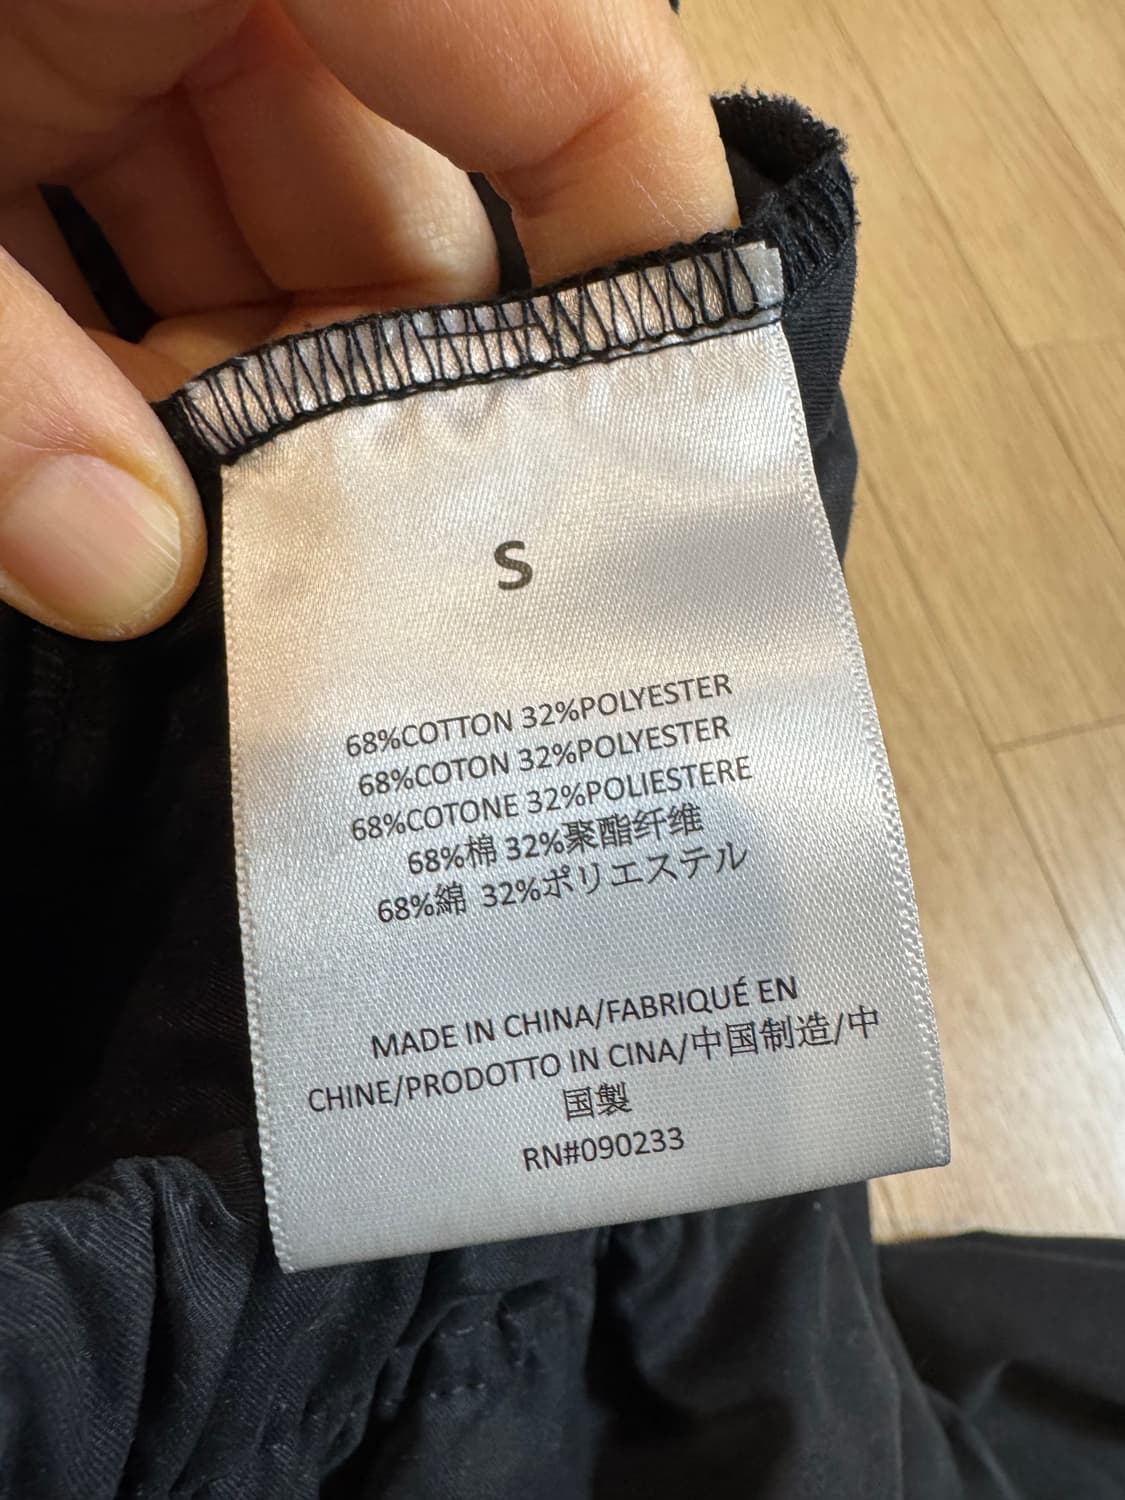 S
68%COTTON 32%POLYESTER
68%COTON 32%POLYESTER
68%COTONE 32%POLIESTERE
68%棉 32%聚酯纤维
68%綿 32%ポリエステル
MADE IN CHINA/FABRIQUÉ EN
CHINE/PRODOTTO IN CINA/中国制造/中
国製
RN#090233